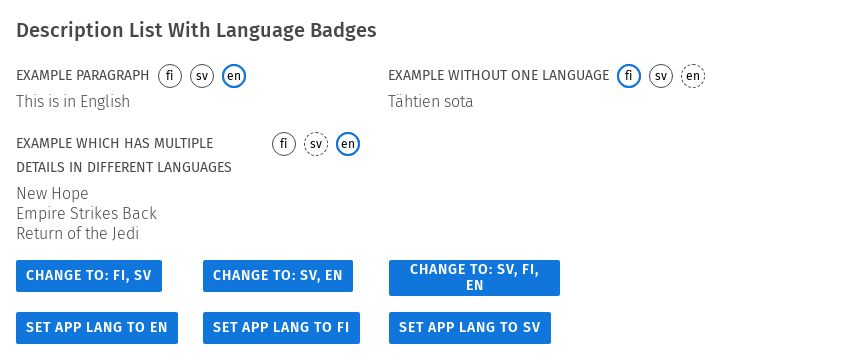 Description List With Language Badges
EXAMPLE PARAGRAPH fi sv en
This is in English
EXAMPLE WITHOUT ONE LANGUAGE fi sv en
Tähtien sota
EXAMPLE WHICH HAS MULTIPLE fi sv en
DETAILS IN DIFFERENT LANGUAGES
New Hope
Empire Strikes Back
Return of the Jedi
CHANGE TO: FI, SV
CHANGE TO: SV, EN
CHANGE TO: SV, FI,
EN
SET APP LANG TO EN
SET APP LANG TO FI
SET APP LANG TO SV